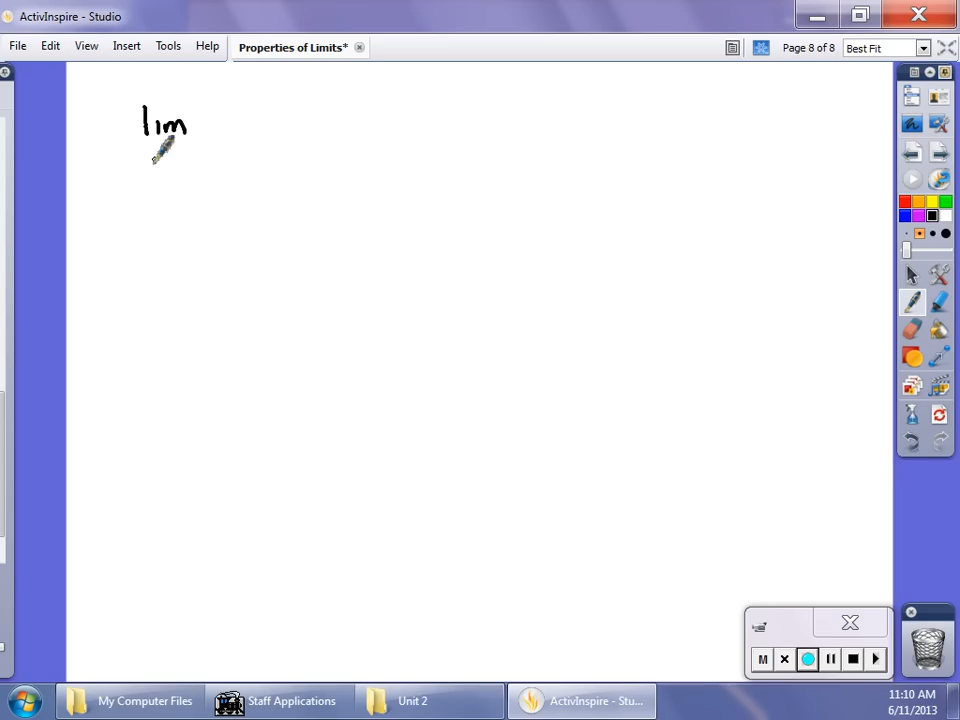 ActivInspire - Studio
File Edit View Insert Tools Help Properties of Limits* Page 8 of 8 Best Fit
lim
M
My Computer Files Staff Applications Unit 2 ActivInspire - Stu... 11:10 AM
6/11/2013